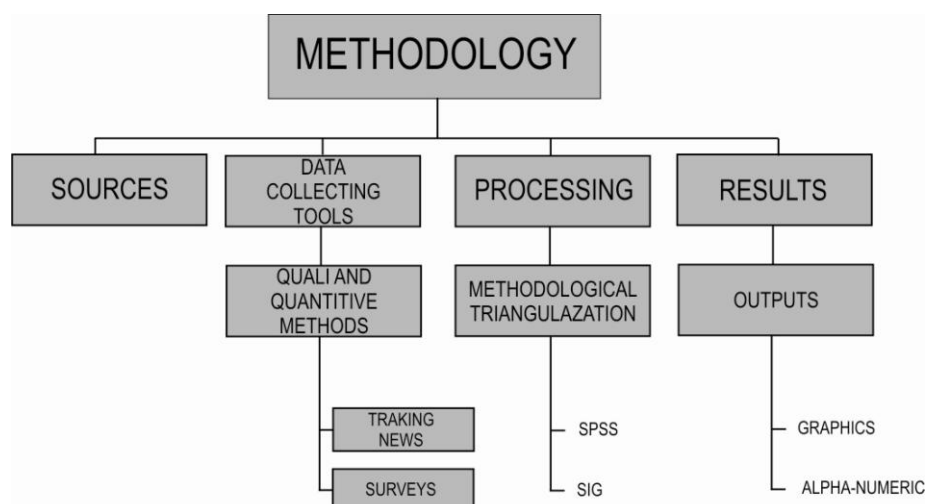 METHODOLOGY
SOURCES
DATA
COLLECTING
TOOLS
PROCESSING
RESULTS
QUALI AND
QUANTITIVE
METHODS
METHODOLOGICAL
TRIANGULAZATION
OUTPUTS
TRAKING
NEWS
SURVEYS
SPSS
SIG
GRAPHICS
ALPHA-NUMERIC